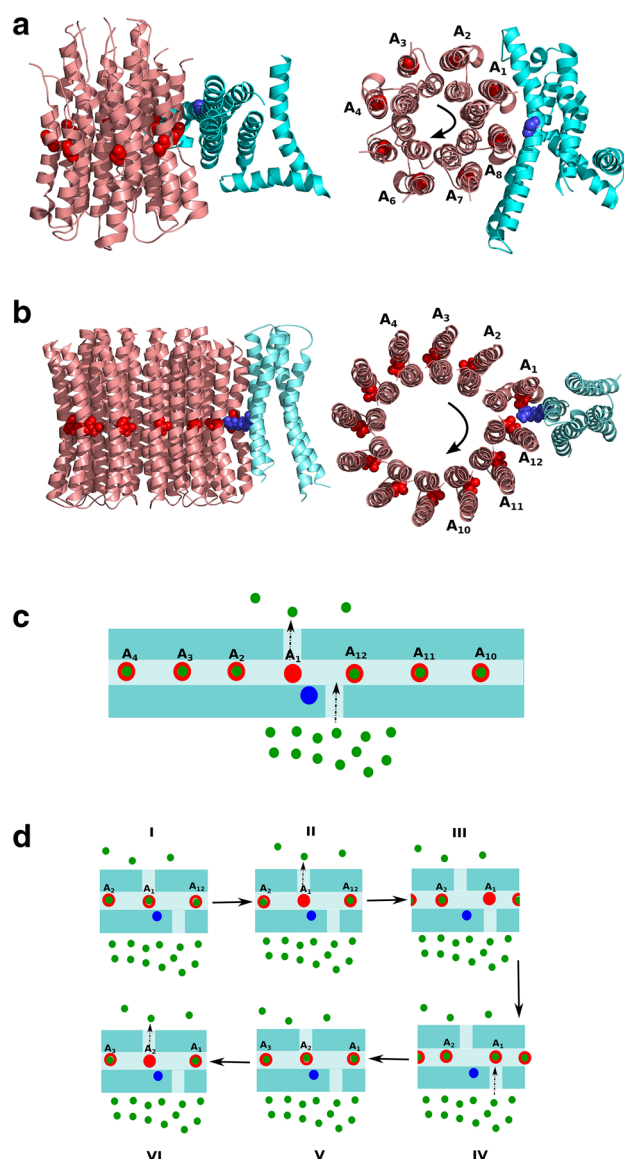 a
A3 A2
A1
A4
A8
A6 A7
b
A3
A4 A2
A1
A12
A11
A10
c
A4 A3 A2 A1 A12 A11 A10
d
I II III
A2 A1 A12 A2 A1 A12 A2 A1
A3 A2 A1 A3 A2 A1 A2 A1
VI V IV